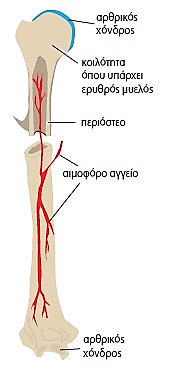 αρθρικός
χόνδρος
κοιλότητα
όπου υπάρχει
ερυθρός μυελός
περιόστεο
αιμοφόρο αγγείο
αρθρικός
χόνδρος